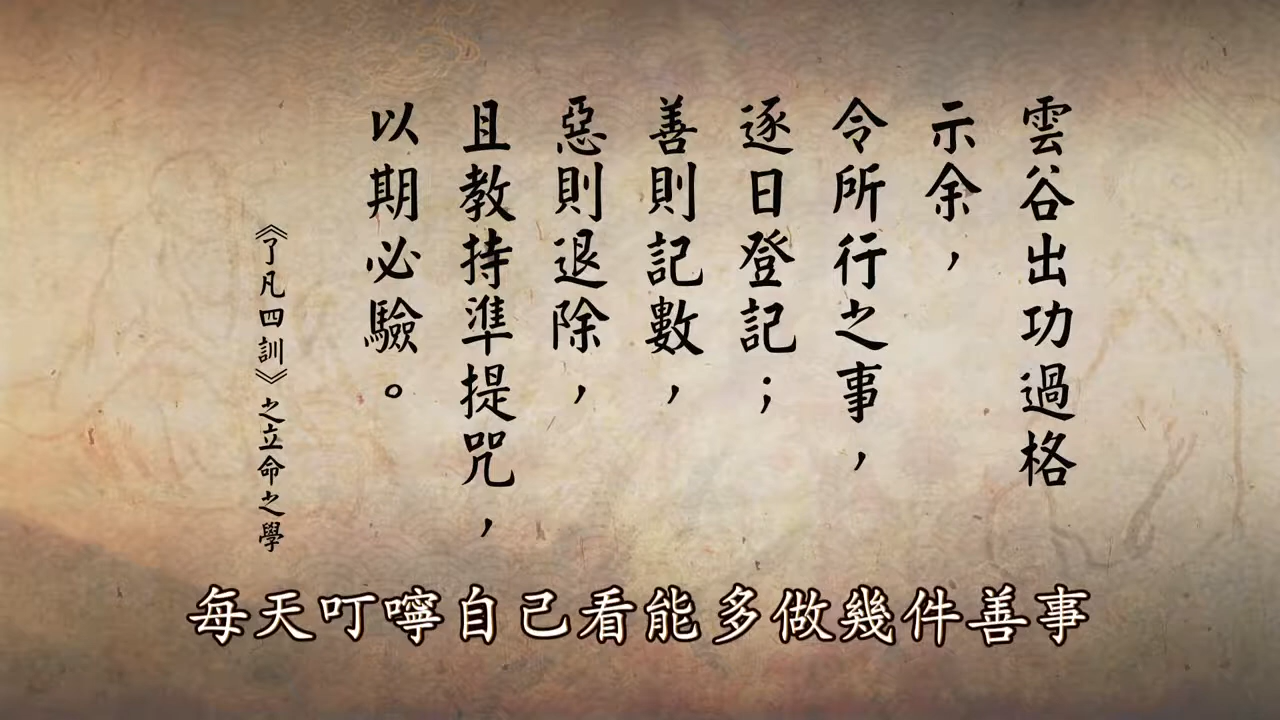 雲谷出功過格
示余，
令所行之事，
逐日登記；
善則記數，
惡則退除，
且教持準提咒，
以期必驗。
《了凡四訓》之立命之學
每天叮嚀自己看能多做幾件善事